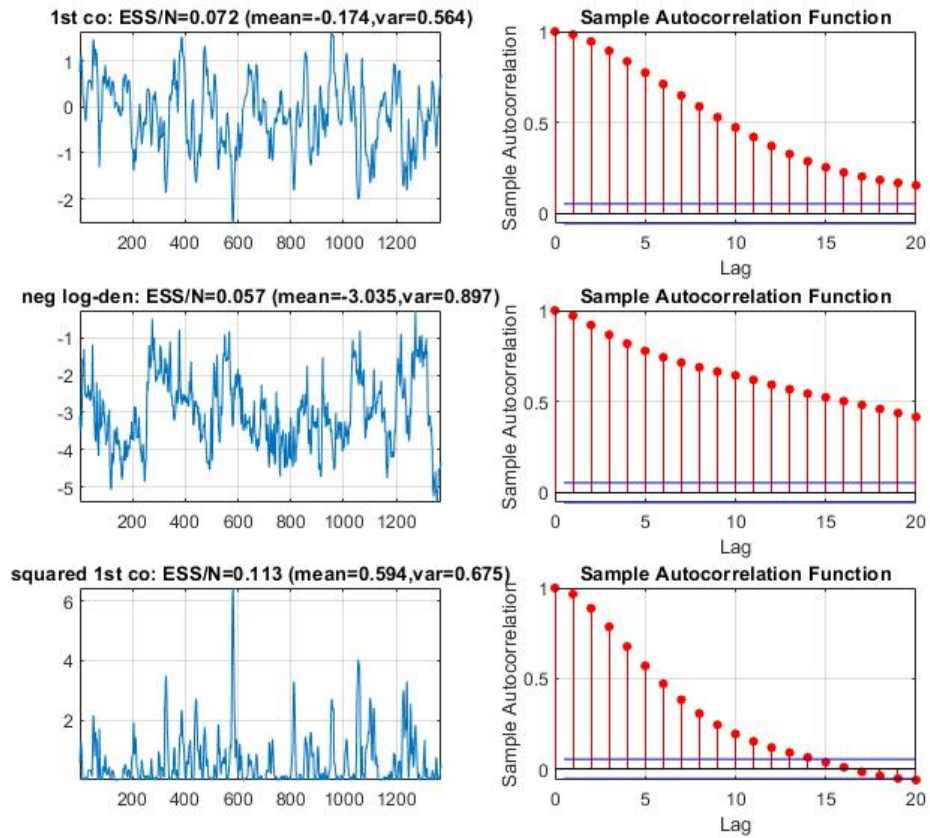 1st co: ESS/N=0.072 (mean=-0.174,var=0.564)
1
0
-1
-2
200 400 600 800 1000 1200
Sample Autocorrelation Function
Sample Autocorrelation
1
0.5
0
0 5 10 15 20
Lag
neg log-den: ESS/N=0.057 (mean=-3.035,var=0.897)
-1
-2
-3
-4
-5
200 400 600 800 1000 1200
Sample Autocorrelation Function
Sample Autocorrelation
1
0.5
0
0 5 10 15 20
Lag
squared 1st co: ESS/N=0.113 (mean=0.594,var=0.675)
6
4
2
200 400 600 800 1000 1200
Sample Autocorrelation Function
Sample Autocorrelation
1
0.5
0
0 5 10 15 20
Lag